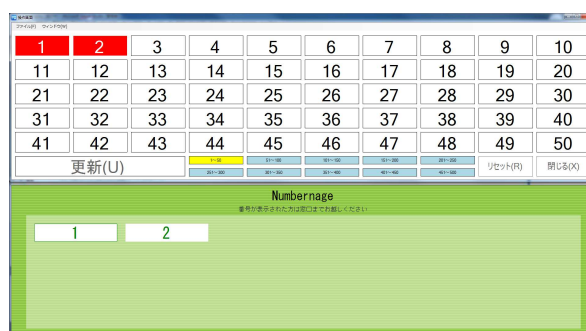 ファイル(F) ウィンドウ(W)
1 2 3 4 5 6 7 8 9 10
11 12 13 14 15 16 17 18 19 20
21 22 23 24 25 26 27 28 29 30
31 32 33 34 35 36 37 38 39 40
41 42 43 44 45 46 47 48 49 50
更新(U) 1~50 51~100 101~150 151~200 201~250 リセット(R) 閉じる(X)
251~300 301~350 351~400 401~450 451~500
Numbernage
番号が表示された方は窓口までお越しください
1 2